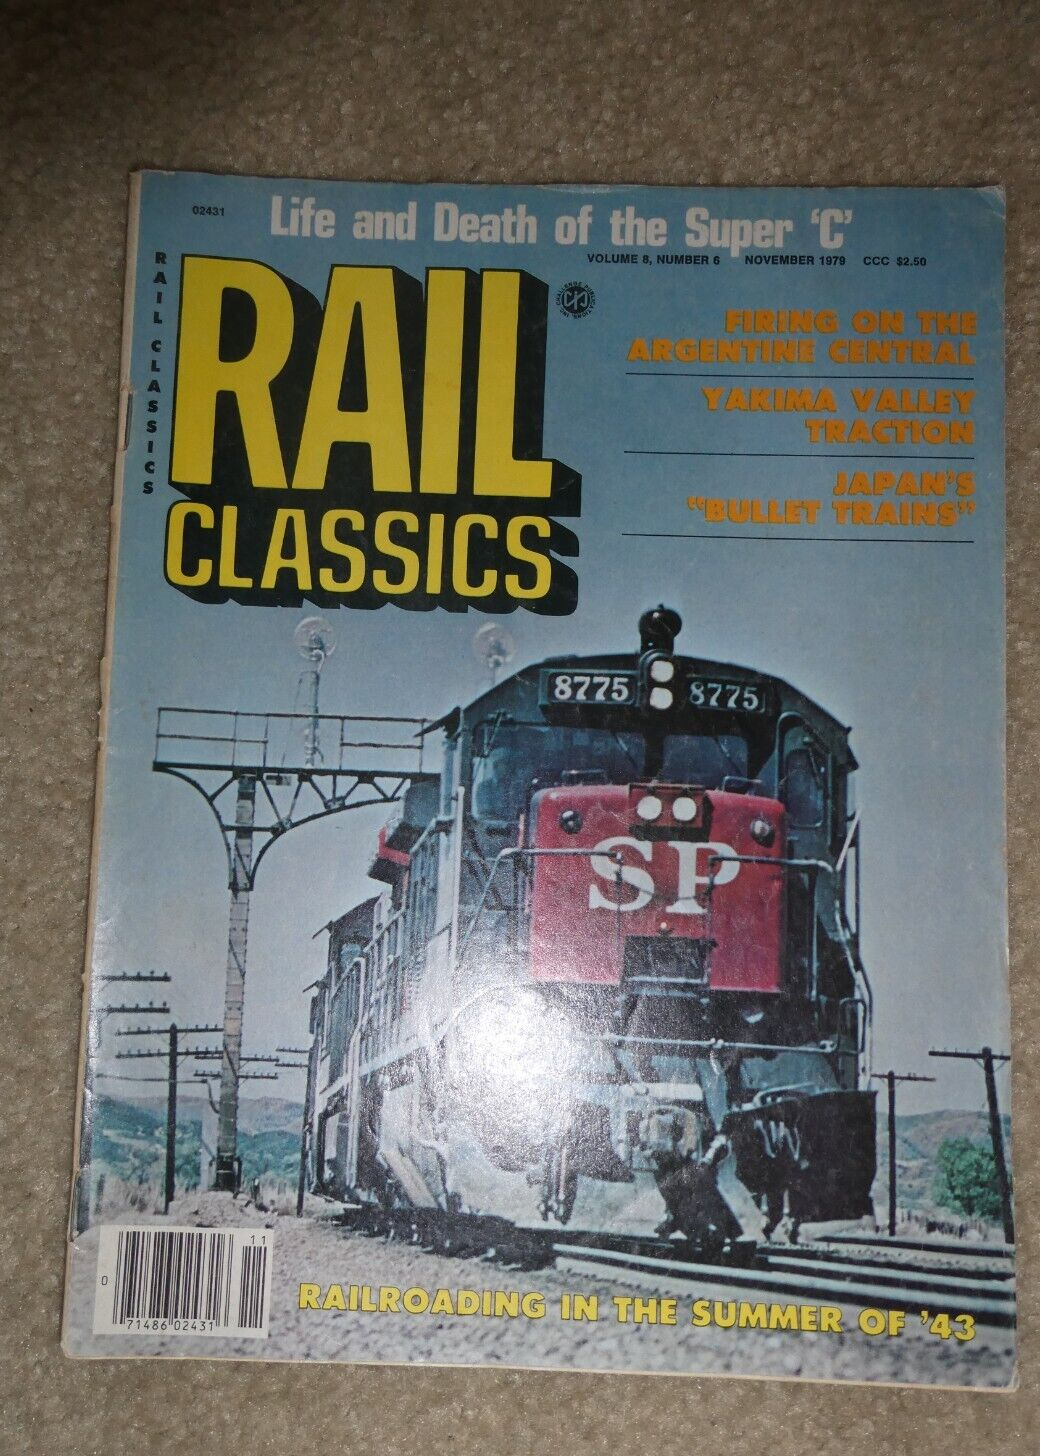 02431
Life and Death of the Super 'C'
VOLUME 8, NUMBER 6 NOVEMBER 1979 CCC $2.50
RAIL CLASSICS
RAIL
CLASSICS
FIRING ON THE
ARGENTINE CENTRAL
YAKIMA VALLEY
TRACTION
JAPAN'S
"BULLET TRAINS"
8775 8775
SP
11
0
71486 02431
RAILROADING IN THE SUMMER OF '43